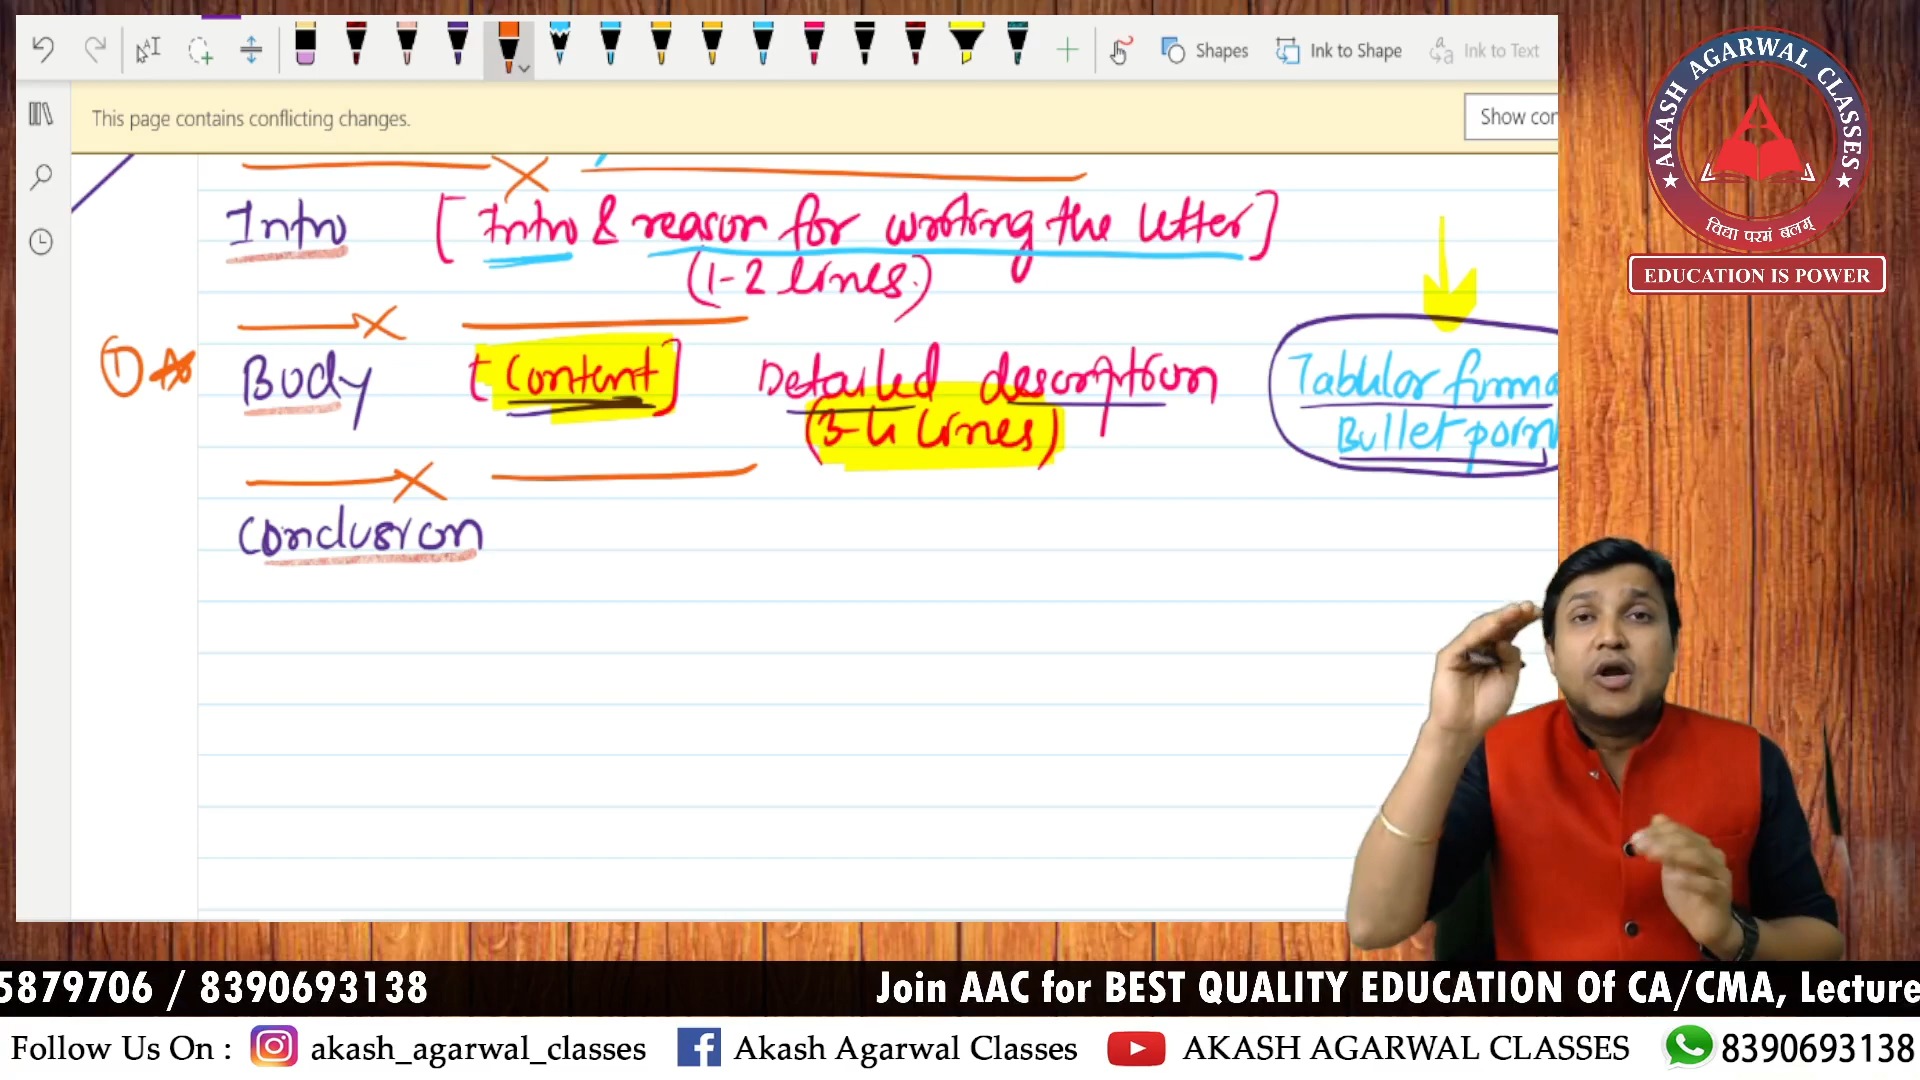 Shapes Ink to Shape Ink to Text
This page contains conflicting changes.
Show con
Intro [Intro & reason for writing the letter]
(1-2 lines.)
1 Body [Content] Detailed description Tabular forma
(3-4 lines) Bullet poin
Conclusion
AKASH AGARWAL CLASSES
विद्या परमं बलम्
EDUCATION IS POWER
5879706 / 8390693138 Join AAC for BEST QUALITY EDUCATION Of CA/CMA, Lecture
Follow Us On : akash_agarwal_classes Akash Agarwal Classes AKASH AGARWAL CLASSES 8390693138